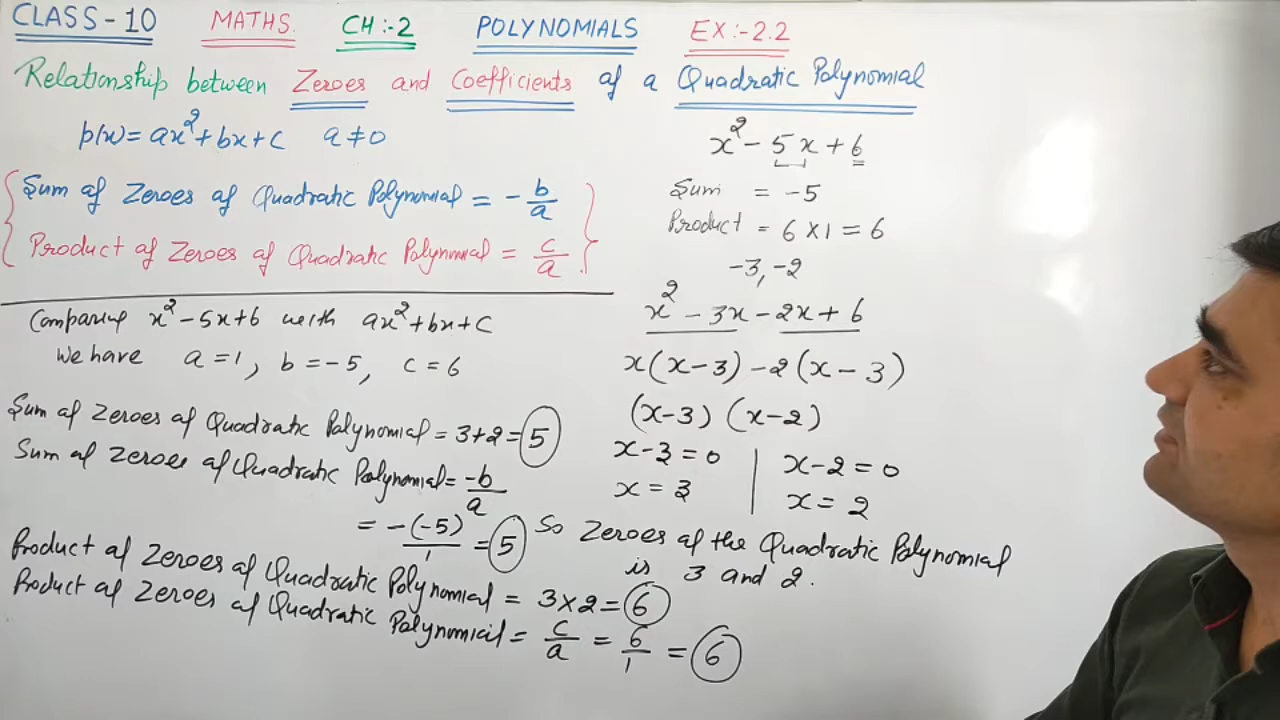 CLASS-10 MATHS. CH:-2 POLYNOMIALS EX:-2.2
Relationship between Zeroes and Coefficients of a Quadratic Polynomial
p(x) = ax² + bx + c a ≠ 0
Sum of Zeroes of Quadratic Polynomial = - b/a
Product of Zeroes of Quadratic Polynomial = c/a.
Comparing x² - 5x + 6 with ax² + bx + c
We have a = 1, b = -5, c = 6
Sum of Zeroes of Quadratic Polynomial = 3+2 = 5
Sum of Zeroes of Quadratic Polynomial = -b/a
= -(-5)/1 = 5
Product of Zeroes of Quadratic Polynomial = 3 × 2 = 6
Product of Zeroes of Quadratic Polynomial = c/a = 6/1 = 6
x² - 5x + 6
Sum = -5
Product = 6 × 1 = 6
-3, -2
x² - 3x - 2x + 6
x(x-3) - 2(x-3)
(x-3) (x-2)
x-3 = 0 | x-2 = 0
x = 3 | x = 2
So Zeroes of the Quadratic Polynomial
is 3 and 2.